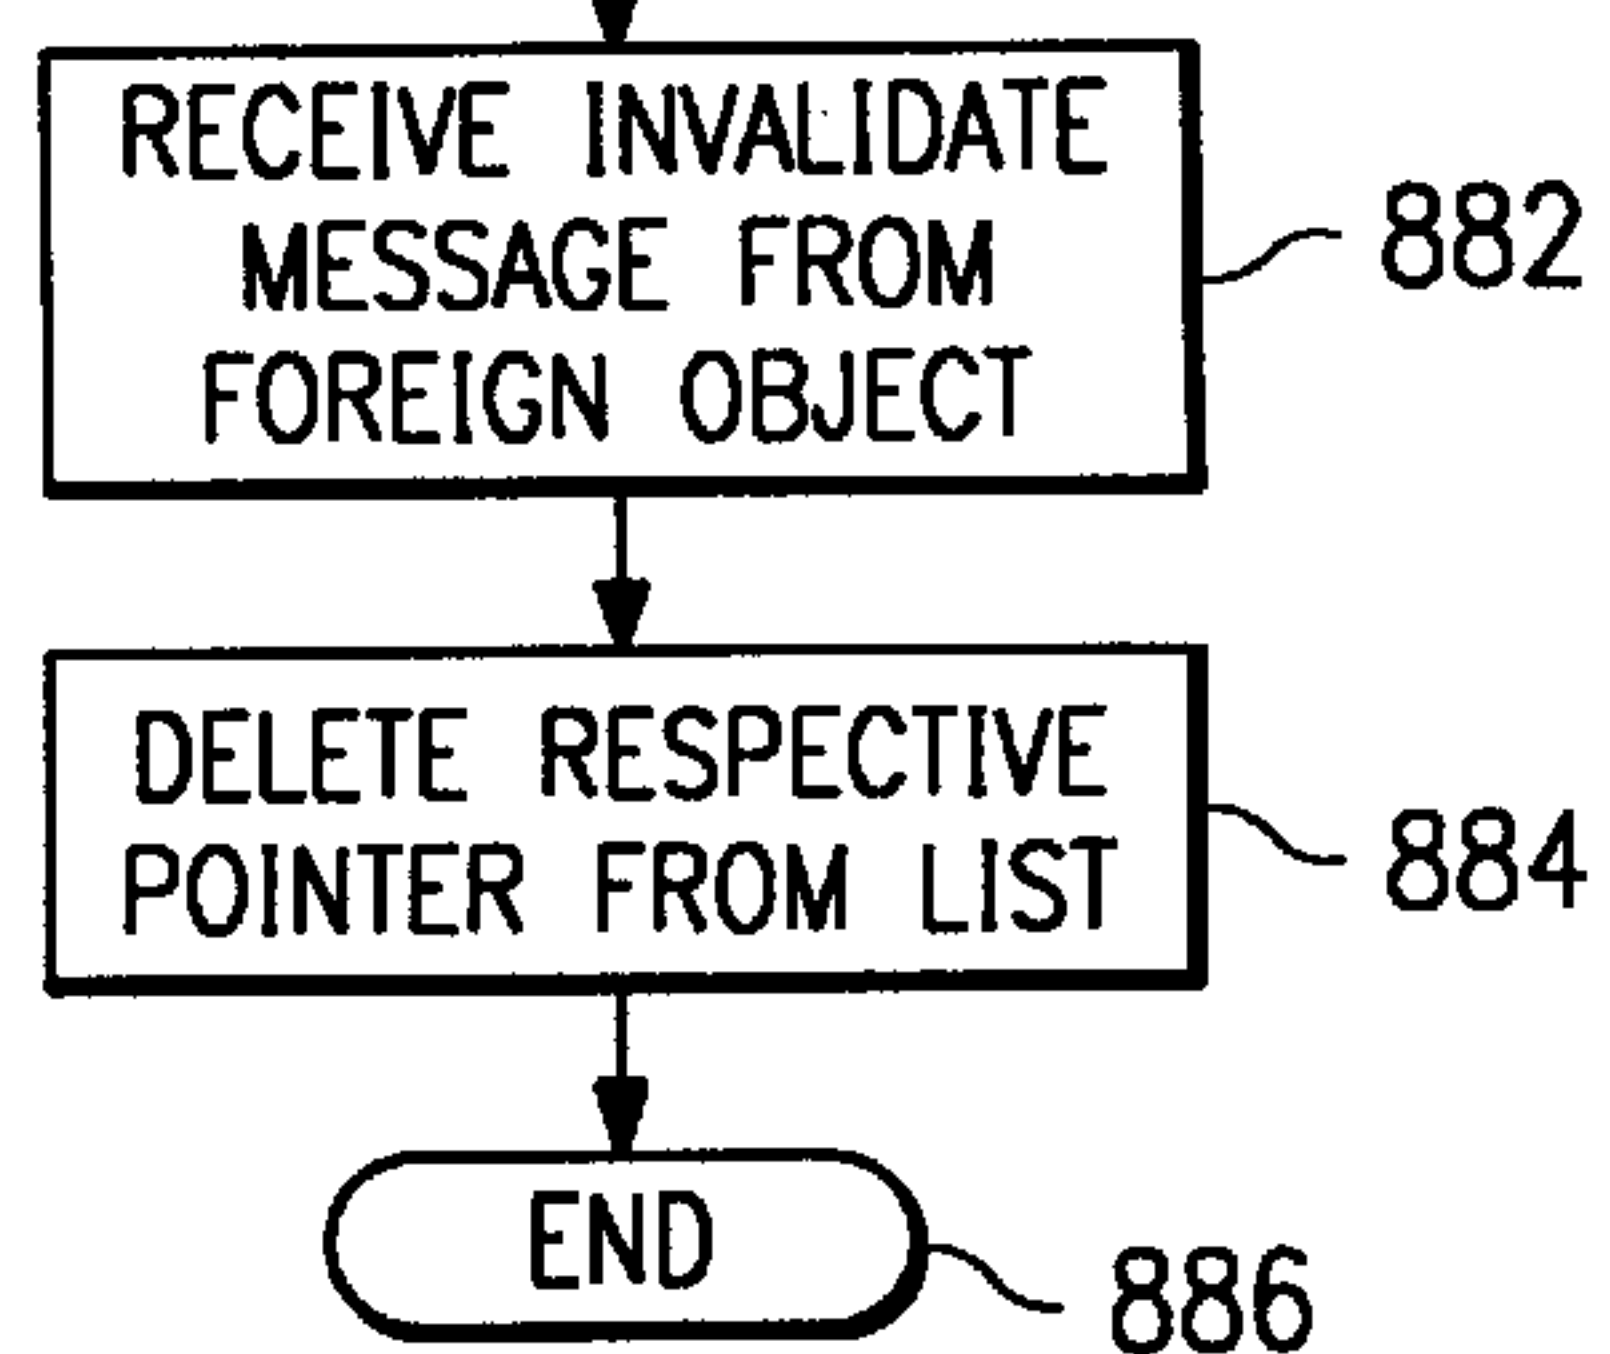 RECEIVE INVALIDATE
MESSAGE FROM
FOREIGN OBJECT
882
DELETE RESPECTIVE
POINTER FROM LIST
884
END
886